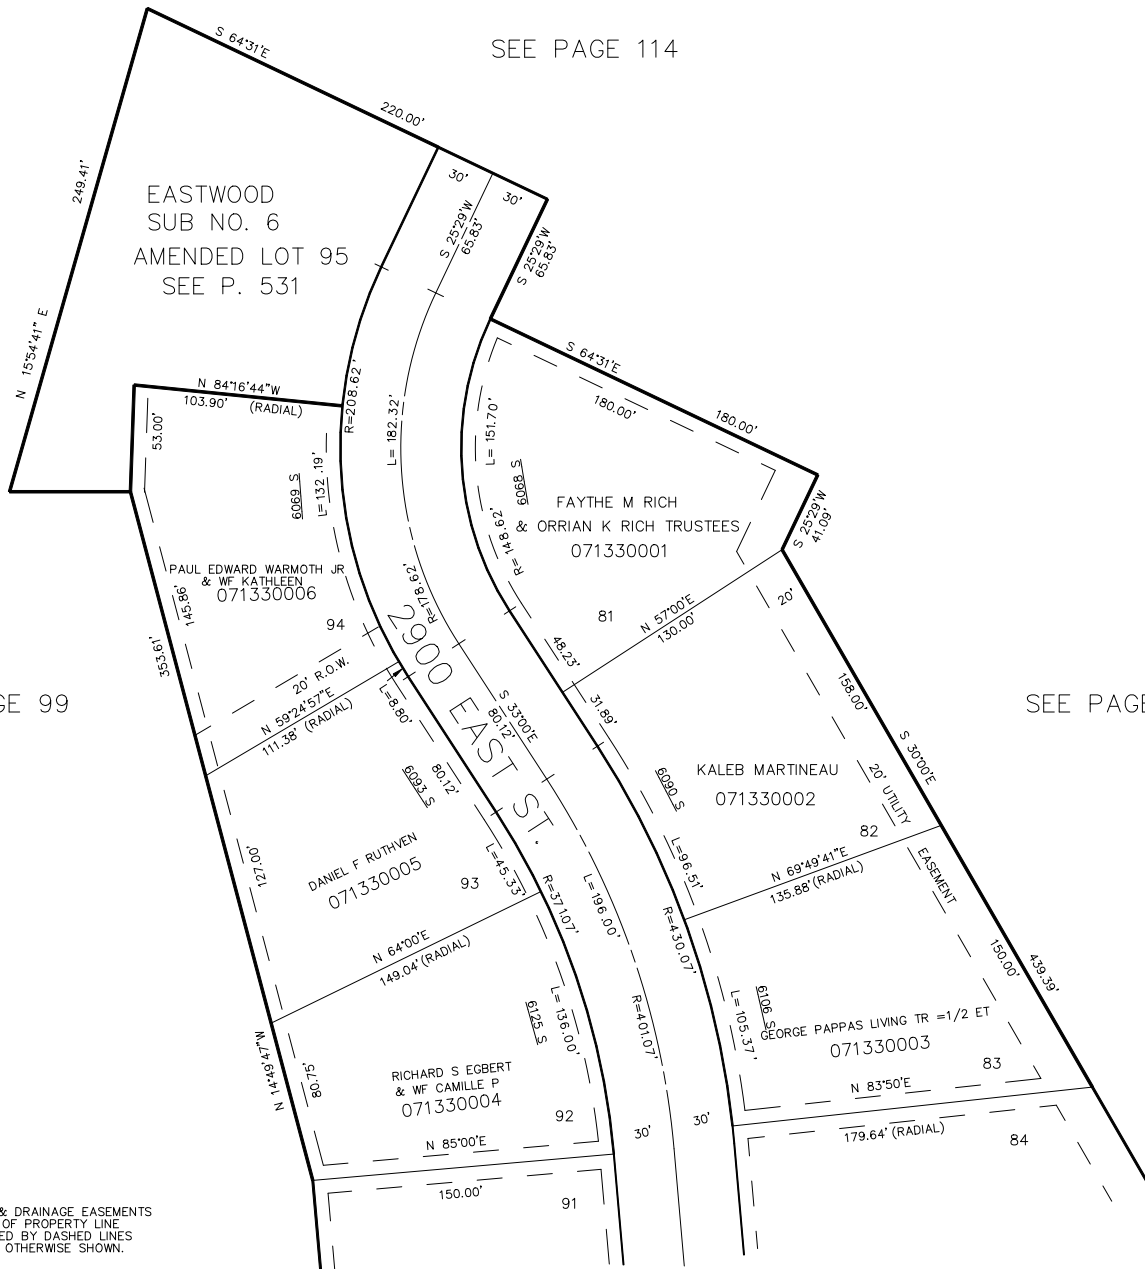 SEE PAGE 114
S 64°31'E
220.00'
249.41'
N 15°54'41" E
EASTWOOD
SUB NO. 6
AMENDED LOT 95
SEE P. 531
30'
30'
S 25°29'W
65.83'
S 25°29'W
65.83'
N 84°16'44"W
103.90' (RADIAL)
53.00'
R=208.62'
L= 182.32'
L= 151.70'
S 64°31'E
180.00'
180.00'
S 25°29'W
41.09'
6069 S
L=132.19'
6068 S
R=148.62'
FAYTHE M RICH
& ORRIAN K RICH TRUSTEES
071330001
81
PAUL EDWARD WARMOTH JR
& WF KATHLEEN
071330006
94
145.86'
353.61'
R=178.62'
20' R.O.W.
N 59°24'57"E
111.38' (RADIAL)
L=8.80'
2900 EAST ST.
S 33°00'E
80.12'
48.23'
31.89'
N 57°00'E
130.00'
20'
158.00'
S 30°00'E
GE 99
SEE PAGE
6093 S
80.12'
6090 S
KALEB MARTINEAU
071330002
82
20' UTILITY
EASEMENT
DANIEL F RUTHVEN
071330005
93
127.00'
L=45.33'
R=371.07'
L=196.00'
L=96.51'
N 69°49'41"E
135.88' (RADIAL)
R=430.07'
N 64°00'E
149.04' (RADIAL)
150.00'
439.39'
6125 S
L= 136.00'
R=401.07'
L= 105.37'
6106 S
GEORGE PAPPAS LIVING TR =1/2 ET
071330003
83
N 14°49'47"W
80.75'
RICHARD S EGBERT
& WF CAMILLE P
071330004
92
N 83°50'E
179.64' (RADIAL)
84
30'
30'
N 85°00'E
150.00'
91
& DRAINAGE EASEMENTS
OF PROPERTY LINE
ED BY DASHED LINES
OTHERWISE SHOWN.